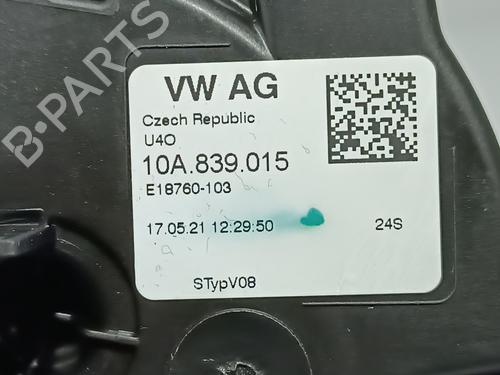 B-PARTS
VW AG
Czech Republic
U4O
10A.839.015
E18760-103
17.05.21 12:29:50
24S
STypV08